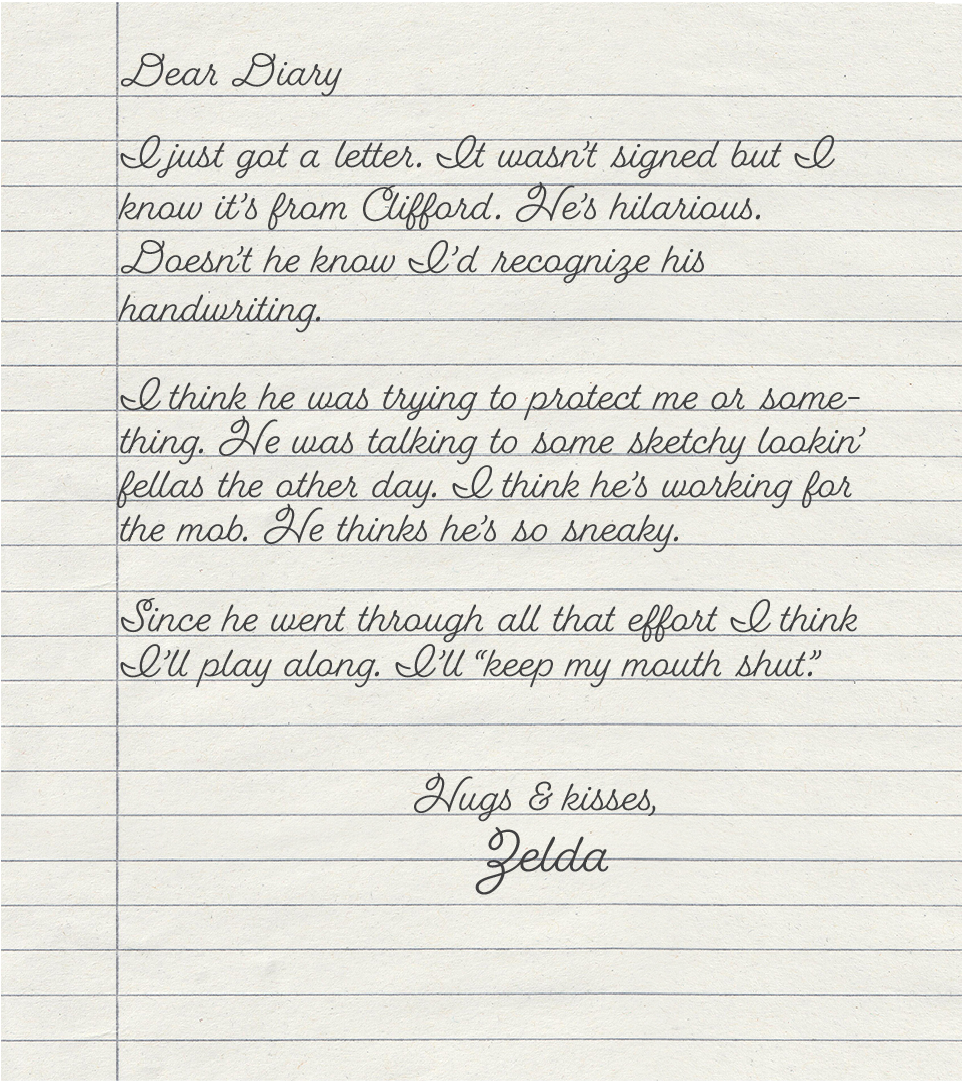 Dear Diary
I just got a letter. It wasn't signed but I
know it's from Clifford. He's hilarious.
Doesn't he know I'd recognize his
handwriting.
I think he was trying to protect me or some-
thing. He was talking to some sketchy lookin'
fellas the other day. I think he's working for
the mob. He thinks he's so sneaky.
Since he went through all that effort I think
I'll play along. I'll “keep my mouth shut.”
Hugs & kisses,
Zelda